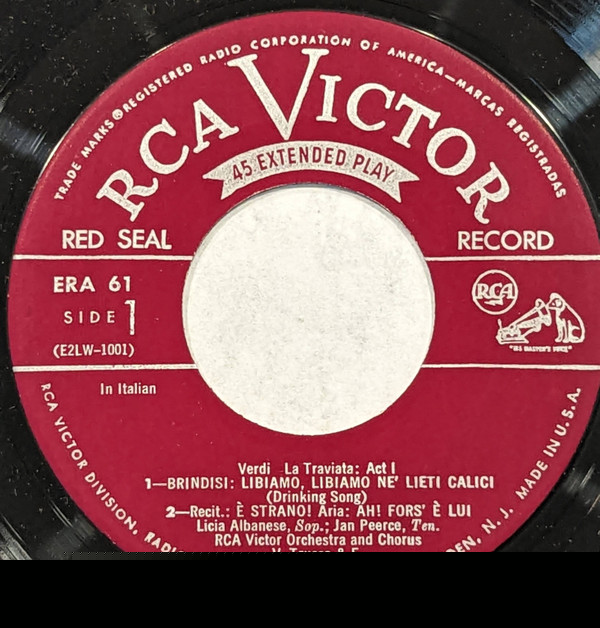 TRADE MARKS ® REGISTERED RADIO CORPORATION OF AMERICA—MARCAS REGISTRADAS
RCA VICTOR
45 EXTENDED PLAY
RED SEAL RECORD
ERA 61
SIDE 1
(E2LW-1001)
RCA
"HIS MASTER'S VOICE"
In Italian
Verdi La Traviata: Act I
1—BRINDISI: LIBIAMO, LIBIAMO NE' LIETI CALICI
(Drinking Song)
2—Recit.: È STRANO! Aria: AH! FORS' È LUI
Licia Albanese, Sop.; Jan Peerce, Ten.
RCA Victor Orchestra and Chorus
RCA VICTOR DIVISION, RADIO
N. J. MADE IN U.S.A.